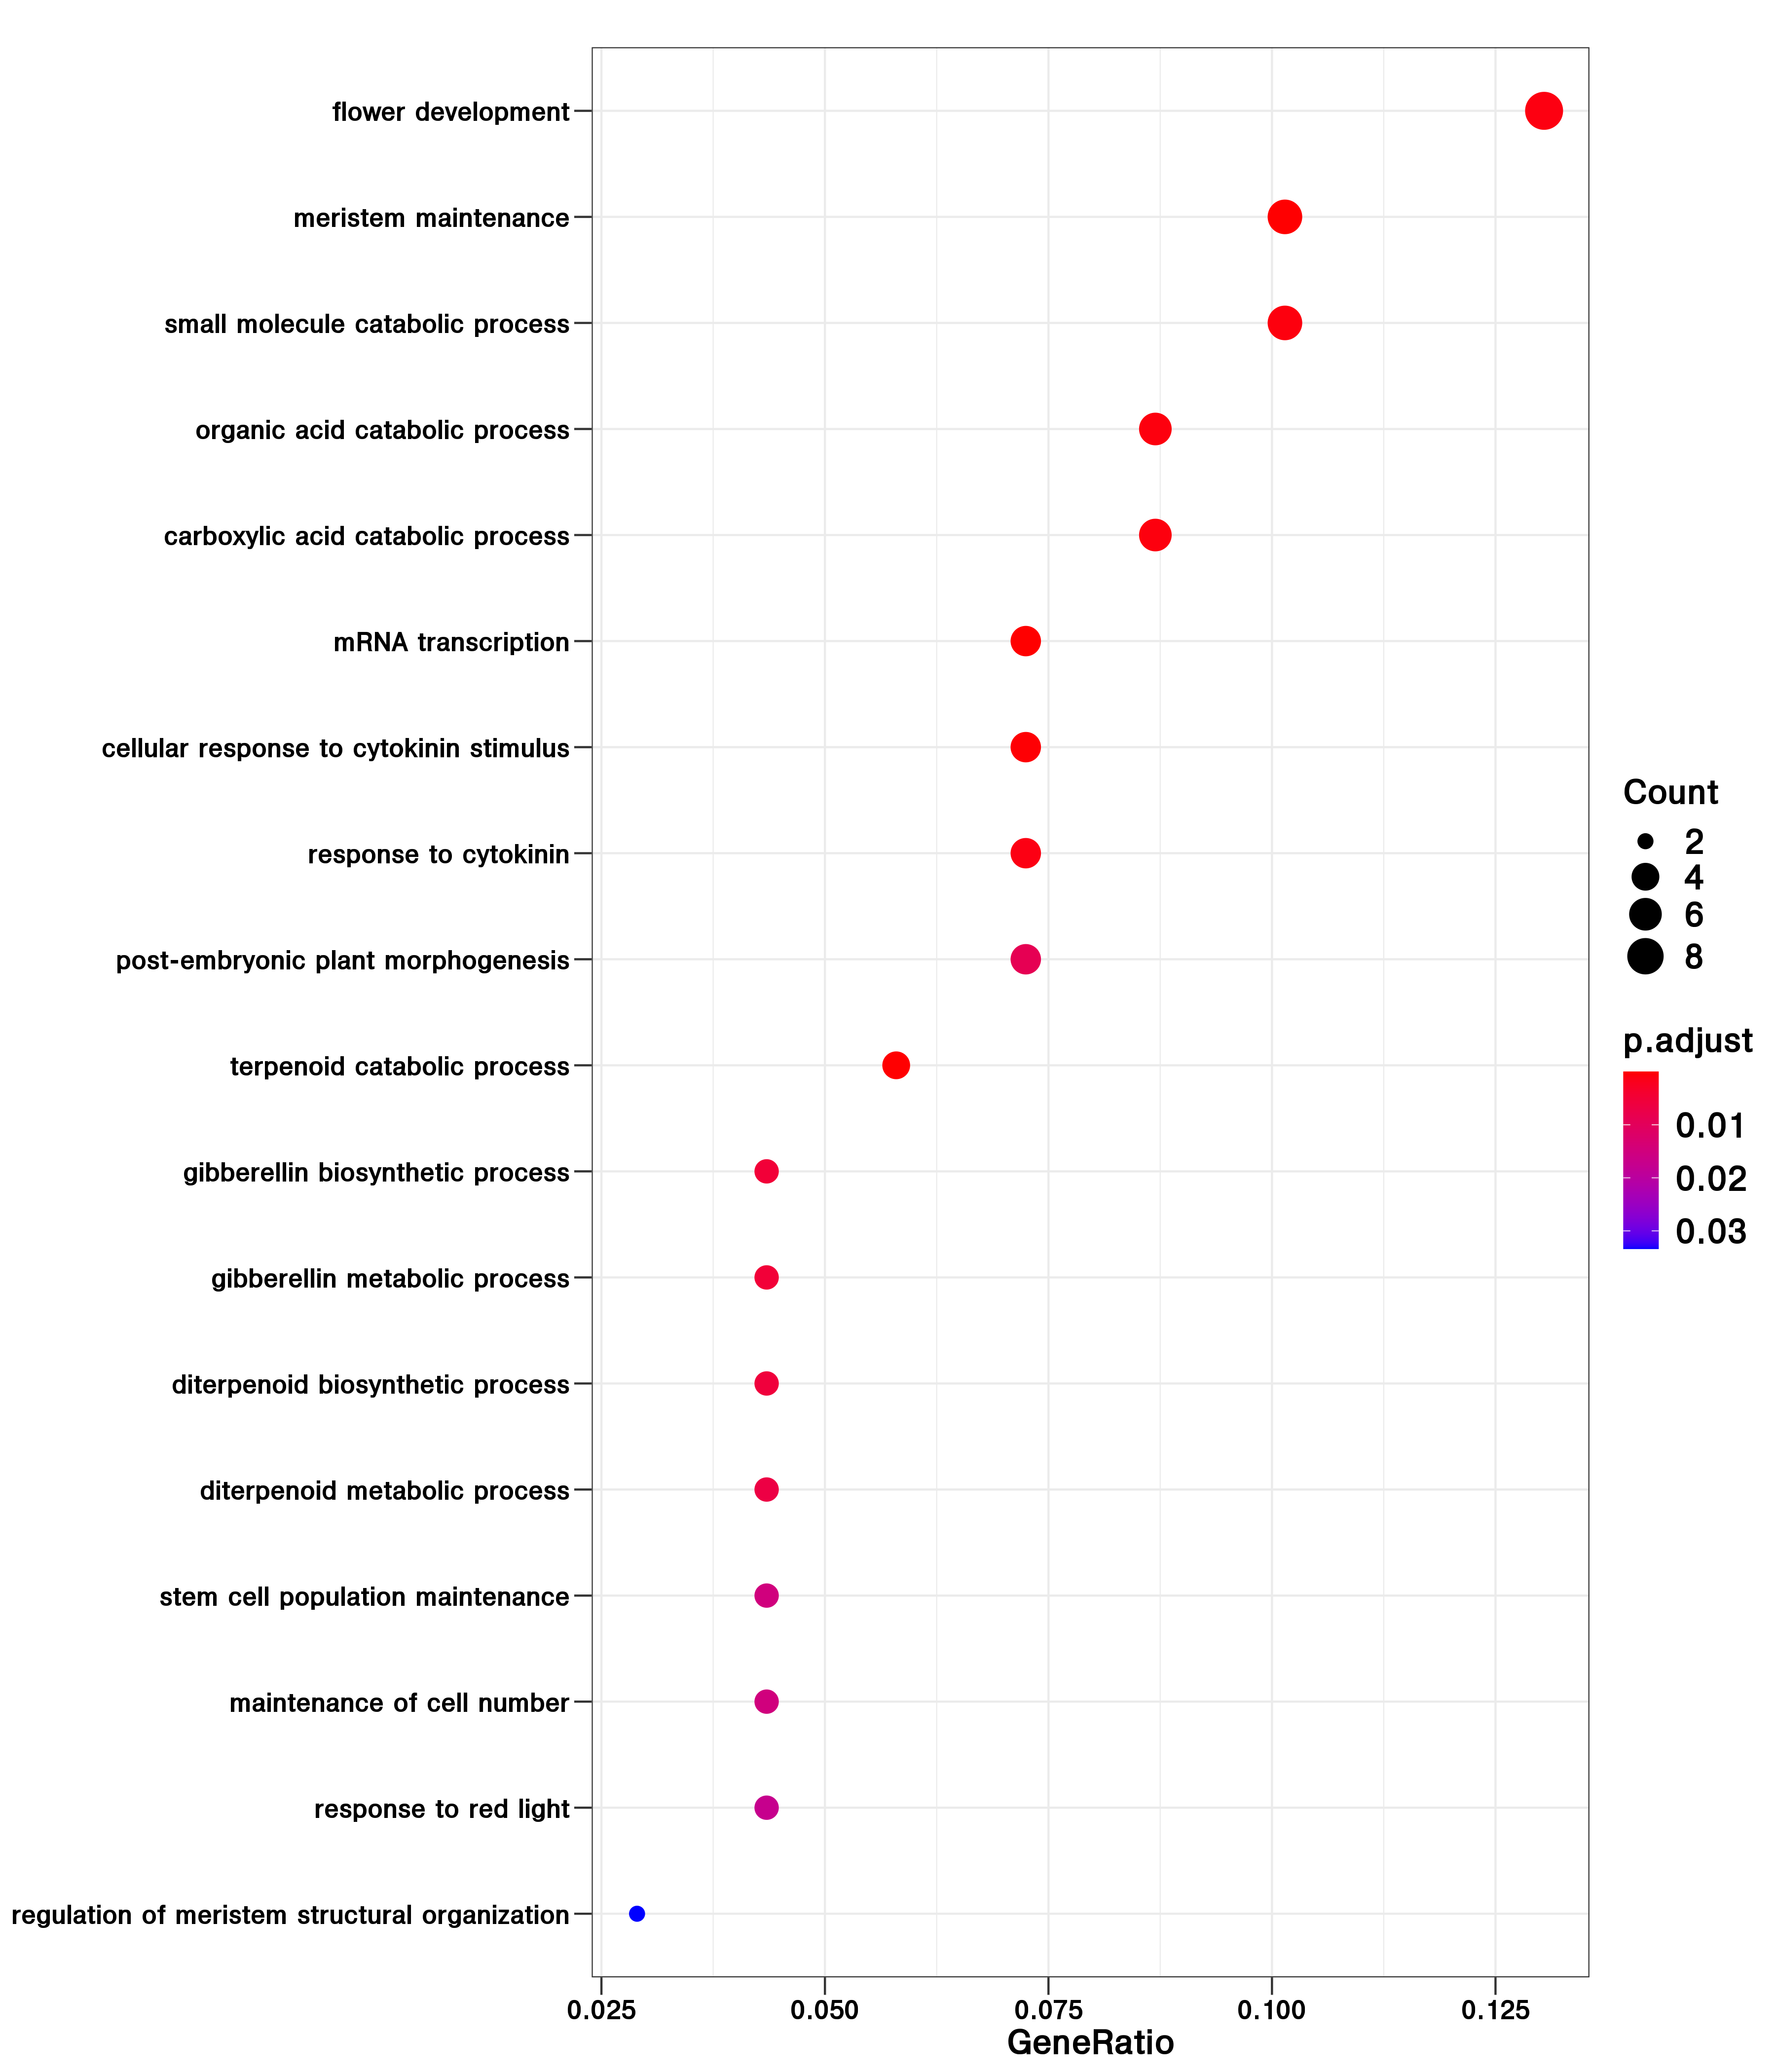 flower development
meristem maintenance
small molecule catabolic process
organic acid catabolic process
carboxylic acid catabolic process
mRNA transcription
cellular response to cytokinin stimulus
response to cytokinin
post-embryonic plant morphogenesis
terpenoid catabolic process
gibberellin biosynthetic process
gibberellin metabolic process
diterpenoid biosynthetic process
diterpenoid metabolic process
stem cell population maintenance
maintenance of cell number
response to red light
regulation of meristem structural organization
0.025 0.050 0.075 0.100 0.125
GeneRatio
Count
2
4
6
8
p.adjust
0.01
0.02
0.03